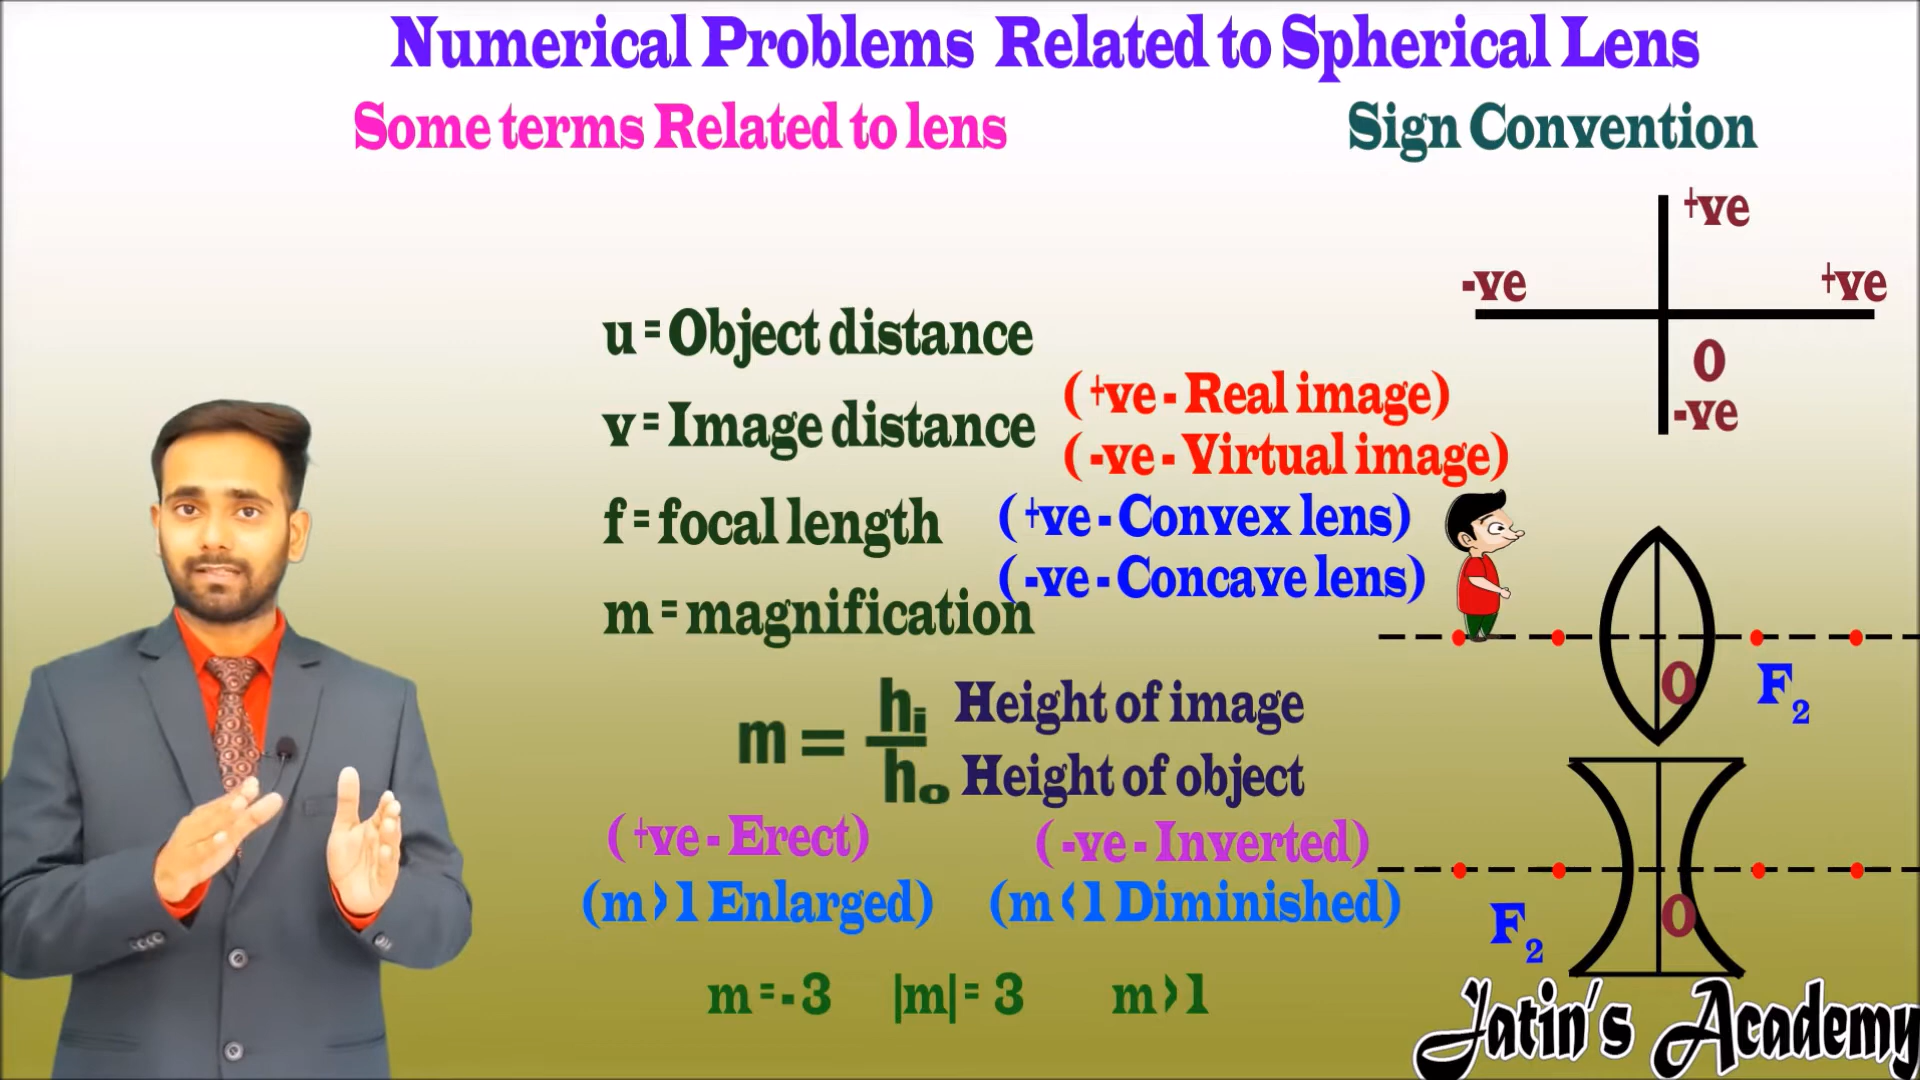 Numerical Problems Related to Spherical Lens
Some terms Related to lens
Sign Convention
+ve
-ve
+ve
0
-ve
u = Object distance
v = Image distance
(+ve - Real image)
(-ve - Virtual image)
f = focal length
(+ve - Convex lens)
(-ve - Concave lens)
m = magnification
m = hi/ho
Height of image
Height of object
(+ve - Erect)
(-ve - Inverted)
(m > 1 Enlarged)
(m < 1 Diminished)
m = -3 |m| = 3 m > 1
0
F2
F2
0
Jatin's Academy